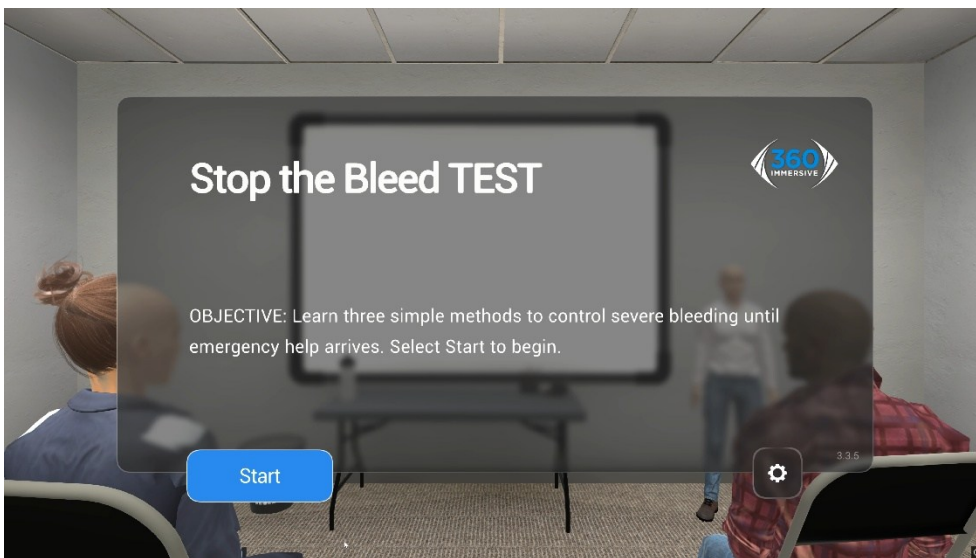 Stop the Bleed TEST
360
IMMERSIVE
OBJECTIVE: Learn three simple methods to control severe bleeding until
emergency help arrives. Select Start to begin.
Start
3.3.5